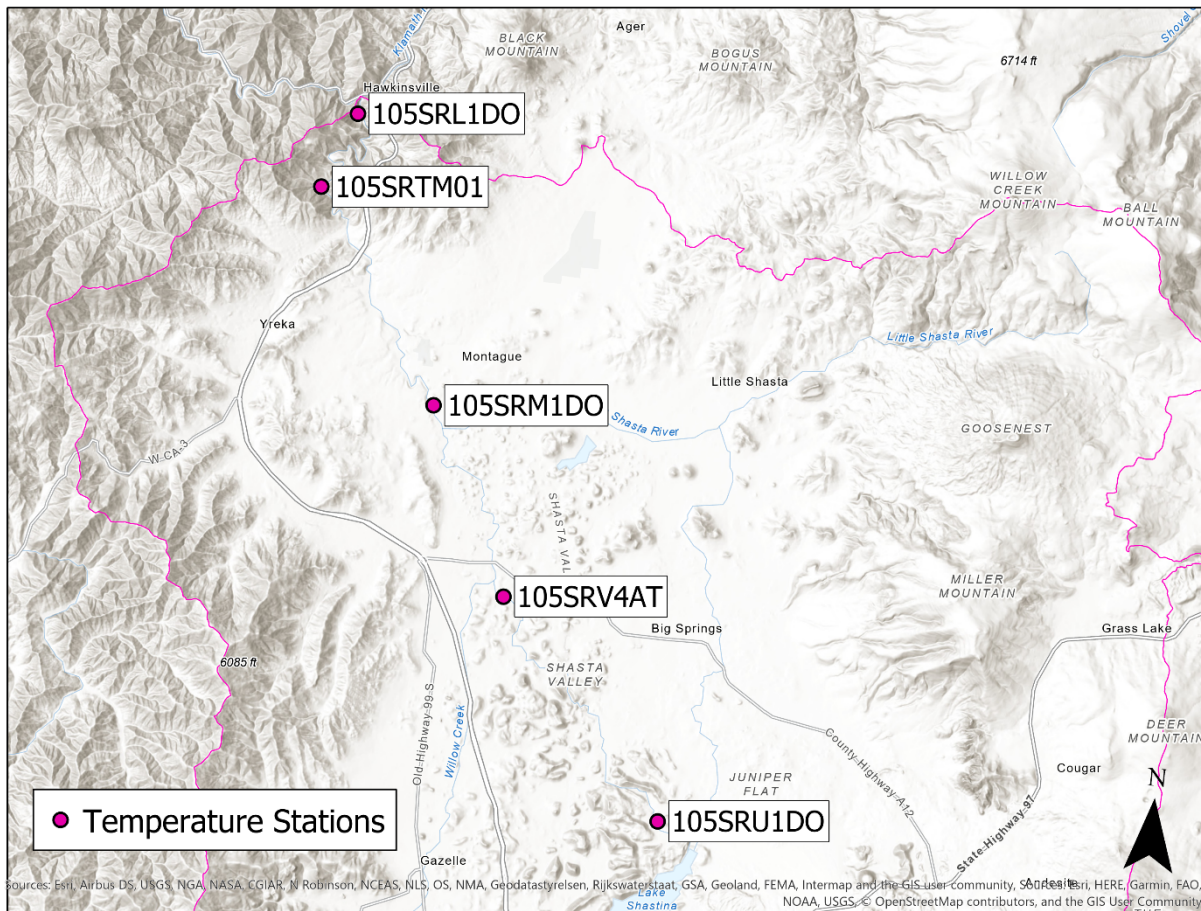 Ager
Shovel
BLACK
MOUNTAIN
BOGUS
MOUNTAIN
6714 ft
Klamath
Hawkinsville
105SRL1DO
105SRTM01
WILLOW
CREEK
MOUNTAIN
BALL
MOUNTAIN
Yreka
Montague
Little Shasta River
Little Shasta
105SRM1DO
Shasta River
GOOSENEST
W CA-3
SHASTA VAL
105SRV4AT
MILLER
MOUNTAIN
Big Springs
Grass Lake
6085 ft
SHASTA
VALLEY
Old-Highway 99 S
Willow Creek
County-Highway-A12
DEER
MOUNTAIN
JUNIPER
FLAT
Cougar
N
State-Highway-97
Temperature Stations
105SRU1DO
Gazelle
Lake
Shastina
Andesite
Sources: Esri, Airbus DS, USGS, NGA, NASA, CGIAR, N Robinson, NCEAS, NLS, OS, NMA, Geodatastyrelsen, Rijkswaterstaat, GSA, Geoland, FEMA, Intermap and the GIS user community, Sources: Esri, HERE, Garmin, FAO,
NOAA, USGS, © OpenStreetMap contributors, and the GIS User Community